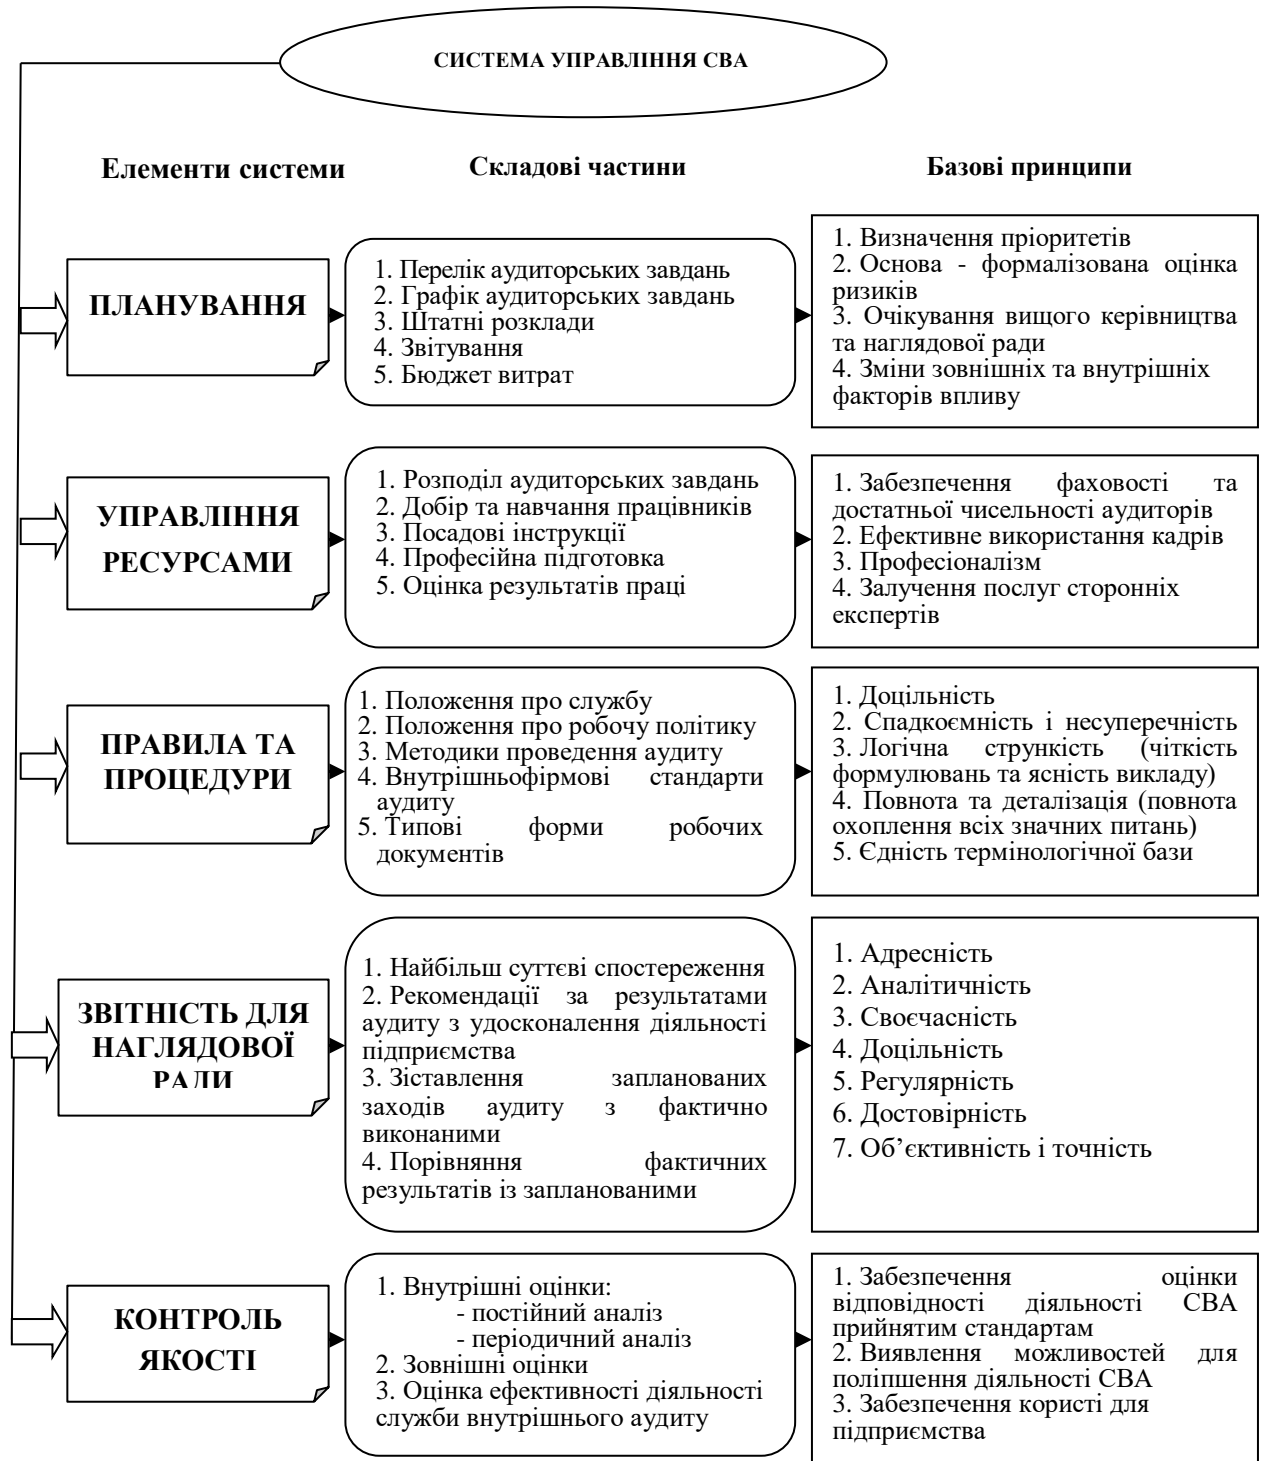 СИСТЕМА УПРАВЛІННЯ СВА
Елементи системи
Складові частини
Базові принципи
ПЛАНУВАННЯ
1. Перелік аудиторських завдань
2. Графік аудиторських завдань
3. Штатні розклади
4. Звітування
5. Бюджет витрат
1. Визначення пріоритетів
2. Основа - формалізована оцінка
ризиків
3. Очікування вищого керівництва
та наглядової ради
4. Зміни зовнішніх та внутрішніх
факторів впливу
УПРАВЛІННЯ
РЕСУРСАМИ
1. Розподіл аудиторських завдань
2. Добір та навчання працівників
3. Посадові інструкції
4. Професійна підготовка
5. Оцінка результатів праці
1. Забезпечення фаховості та
достатньої чисельності аудиторів
2. Ефективне використання кадрів
3. Професіоналізм
4. Залучення послуг сторонніх
експертів
ПРАВИЛА ТА
ПРОЦЕДУРИ
1. Положення про службу
2. Положення про робочу політику
3. Методики проведення аудиту
4. Внутрішньофірмові стандарти
аудиту
5. Типові форми робочих
документів
1. Доцільність
2. Спадкоємність і несуперечність
3. Логічна стрункість (чіткість
формулювань та ясність викладу)
4. Повнота та деталізація (повнота
охоплення всіх значних питань)
5. Єдність термінологічної бази
ЗВІТНІСТЬ ДЛЯ
НАГЛЯДОВОЇ
РАДИ
1. Найбільш суттєві спостереження
2. Рекомендації за результатами
аудиту з удосконалення діяльності
підприємства
3. Зіставлення запланованих
заходів аудиту з фактично
виконаними
4. Порівняння фактичних
результатів із запланованими
1. Адресність
2. Аналітичність
3. Своєчасність
4. Доцільність
5. Регулярність
6. Достовірність
7. Об’єктивність і точність
КОНТРОЛЬ
ЯКОСТІ
1. Внутрішні оцінки:
- постійний аналіз
- періодичний аналіз
2. Зовнішні оцінки
3. Оцінка ефективності діяльності
служби внутрішнього аудиту
1. Забезпечення оцінки
відповідності діяльності СВА
прийнятим стандартам
2. Виявлення можливостей для
поліпшення діяльності СВА
3. Забезпечення користі для
підприємства